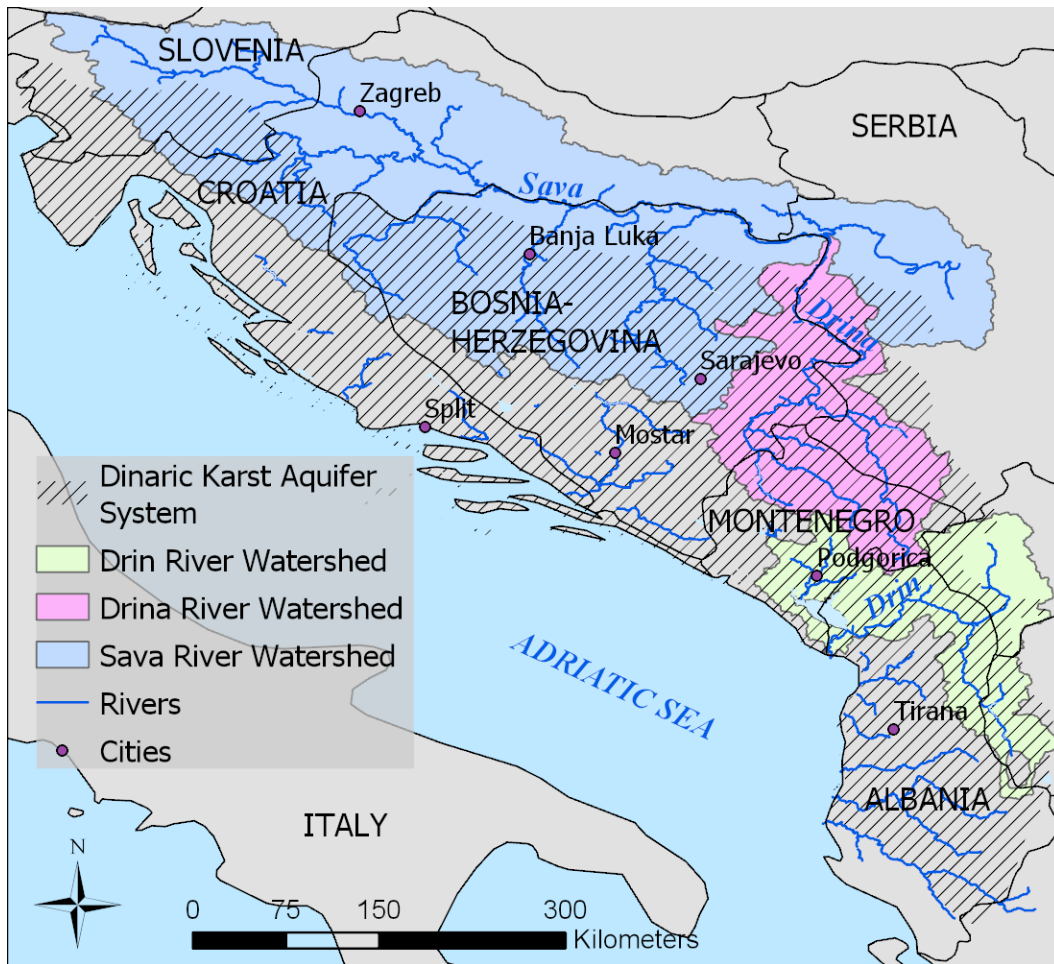 SLOVENIA
Zagreb
SERBIA
CROATIA
Sava
Banja Luka
BOSNIA-
HERZEGOVINA
Drina
Sarajevo
Split
Mostar
MONTENEGRO
Podgorica
Drin
ADRIATIC SEA
Tirana
ALBANIA
ITALY
Dinaric Karst Aquifer
System
Drin River Watershed
Drina River Watershed
Sava River Watershed
Rivers
Cities
N
0 75 150 300
Kilometers